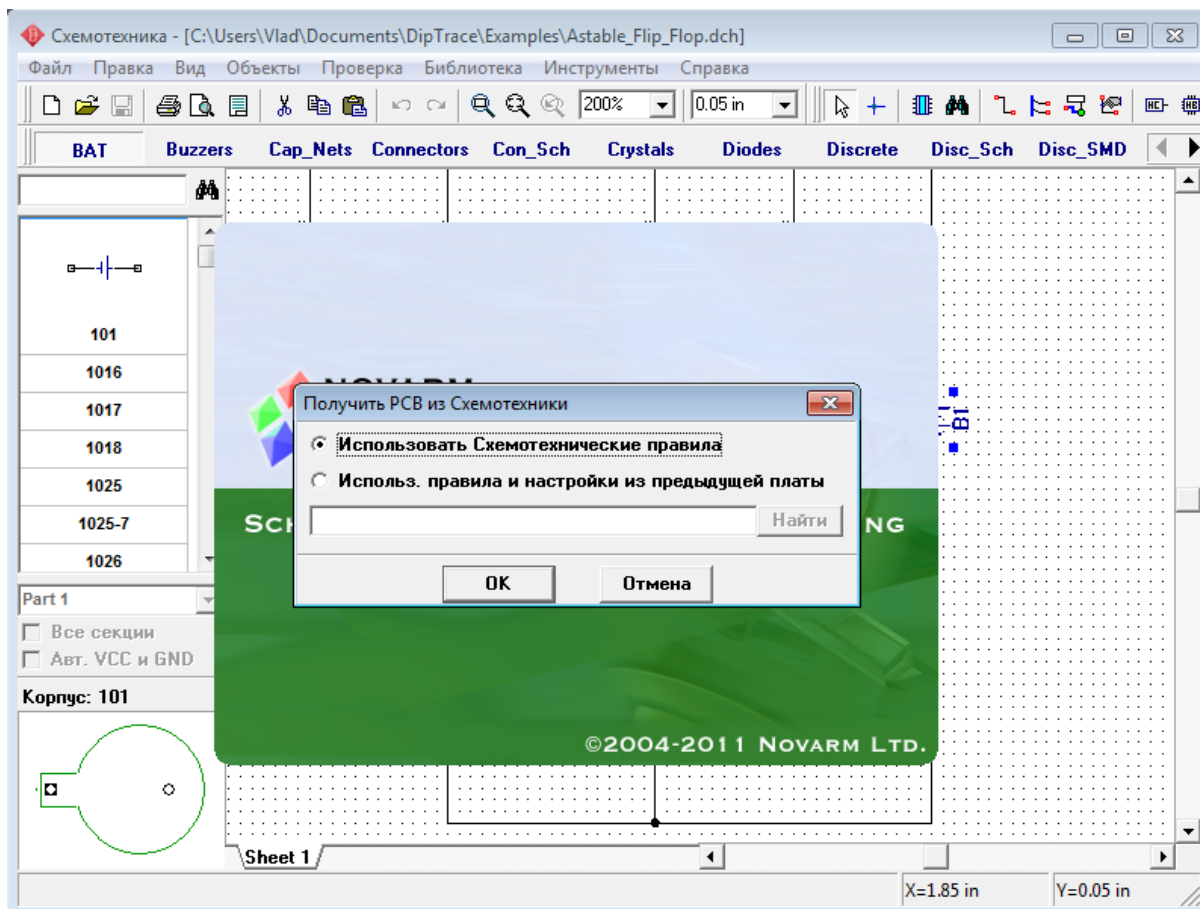 Схемотехника - [C:\Users\Vlad\Documents\DipTrace\Examples\Astable_Flip_Flop.dch]
Файл Правка Вид Объекты Проверка Библиотека Инструменты Справка
200% 0.05 in
BAT Buzzers Cap_Nets Connectors Con_Sch Crystals Diodes Discrete Disc_Sch Disc_SMD
101
1016
1017
1018
1025
1025-7
1026
Part 1
Все секции
Авт. VCC и GND
Корпус: 101
Получить PCB из Схемотехники
Использовать Схемотехнические правила
Использ. правила и настройки из предыдущей платы
Найти
OK Отмена
B1
SCH
NG
©2004-2011 NOVARM LTD.
Sheet 1
X=1.85 in Y=0.05 in